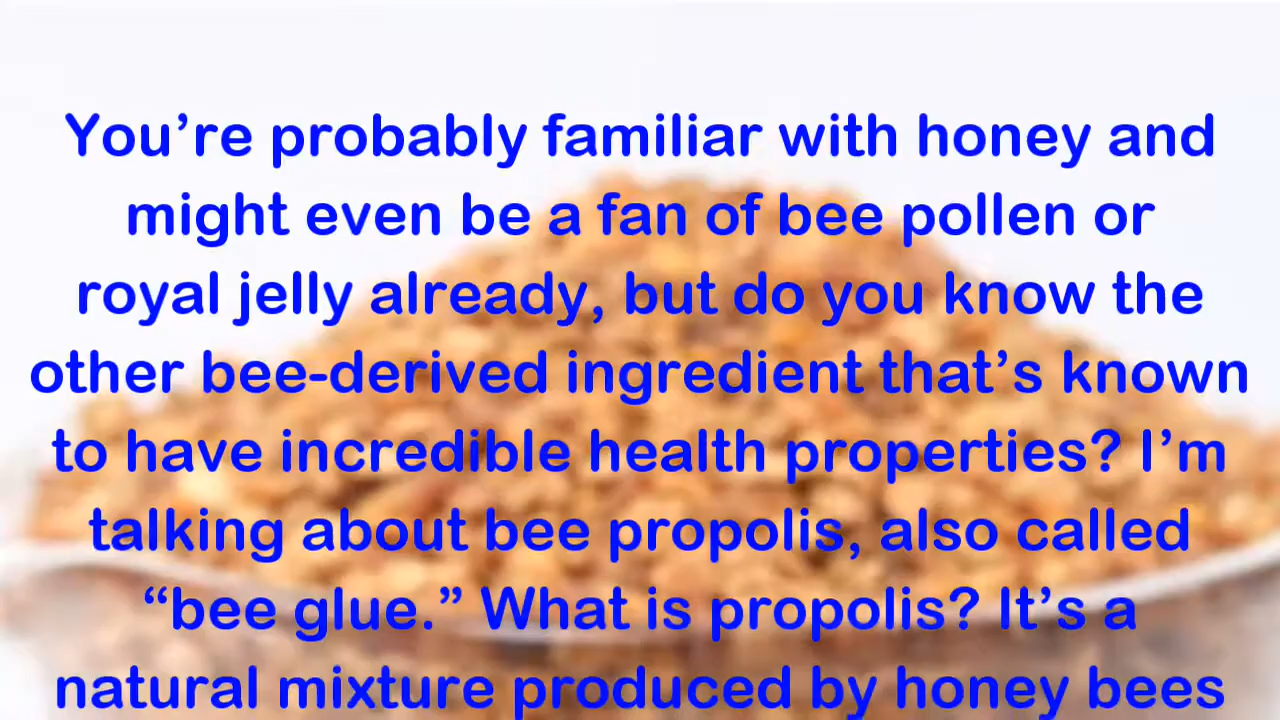 You’re probably familiar with honey and
might even be a fan of bee pollen or
royal jelly already, but do you know the
other bee-derived ingredient that’s known
to have incredible health properties? I’m
talking about bee propolis, also called
“bee glue.” What is propolis? It’s a
natural mixture produced by honey bees